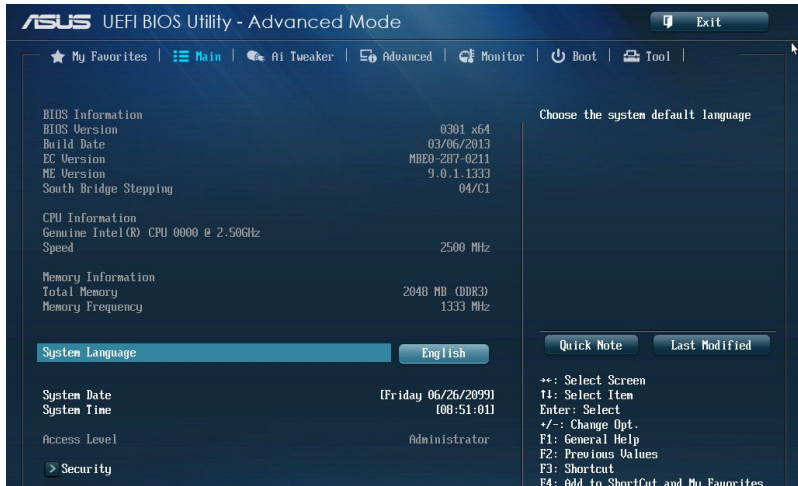 ASUS UEFI BIOS Utility - Advanced Mode
Exit
My Favorites | Main | Ai Tweaker | Advanced | Monitor | Boot | Tool |
BIOS Information
BIOS Version 0301 x64
Build Date 03/06/2013
EC Version MBE0-Z87-0211
ME Version 9.0.1.1333
South Bridge Stepping 04/C1
CPU Information
Genuine Intel(R) CPU 0000 @ 2.50GHz
Speed 2500 MHz
Memory Information
Total Memory 2048 MB (DDR3)
Memory Frequency 1333 MHz
System Language English
System Date [Friday 06/26/2099]
System Time [08:51:01]
Access Level Administrator
> Security
Choose the system default language
Quick Note Last Modified
→←: Select Screen
↑↓: Select Item
Enter: Select
+/-: Change Opt.
F1: General Help
F2: Previous Values
F3: Shortcut
F4: Add to ShortCut and My Favorites